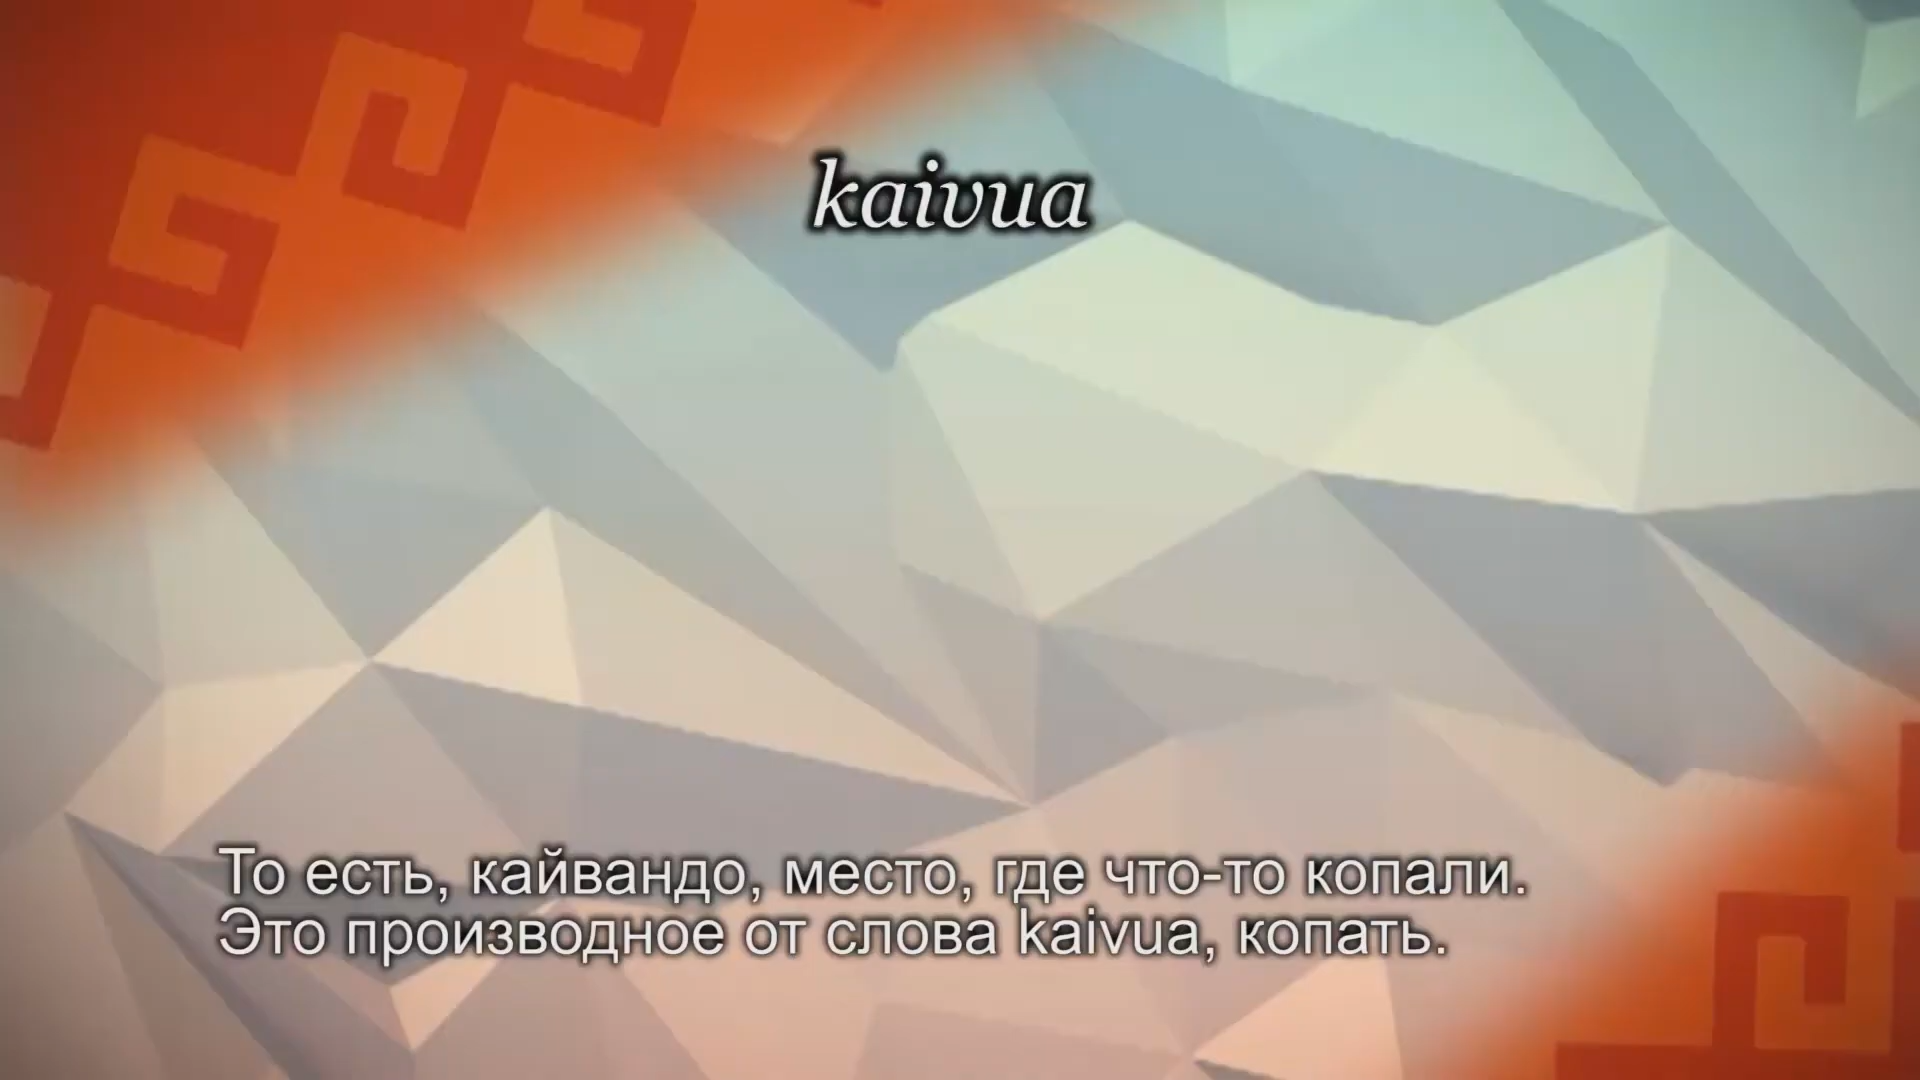 kaivua
То есть, кайвандо, место, где что-то копали.
Это производное от слова kaivua, копать.